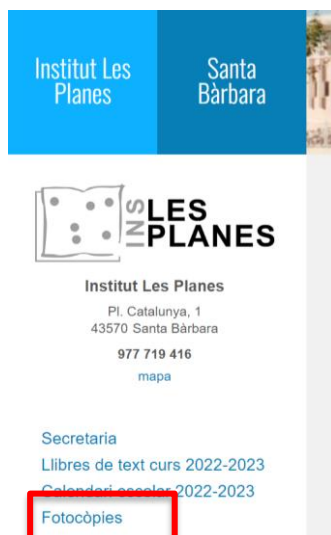 Institut Les
Planes
Santa
Bàrbara
INS
LES
PLANES
Institut Les Planes
Pl. Catalunya, 1
43570 Santa Bàrbara
977 719 416
mapa
Secretaria
Llibres de text curs 2022-2023
Calendari escolar 2022-2023
Fotocòpies